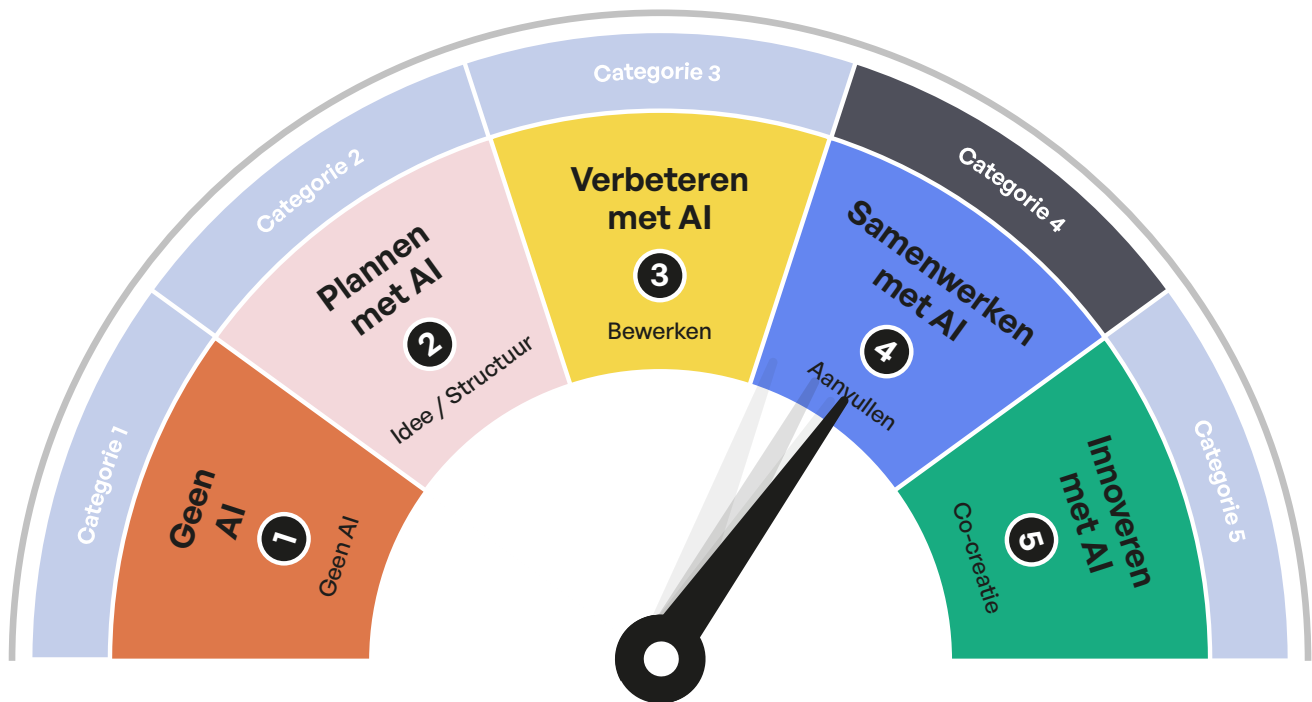 Categorie 1
Geen
AI
1
Geen AI
Categorie 2
Plannen
met AI
2
Idee / Structuur
Categorie 3
Verbeteren
met AI
3
Bewerken
Categorie 4
Samenwerken
met AI
4
Aanvullen
Categorie 5
Innoveren
met AI
5
Co-creatie